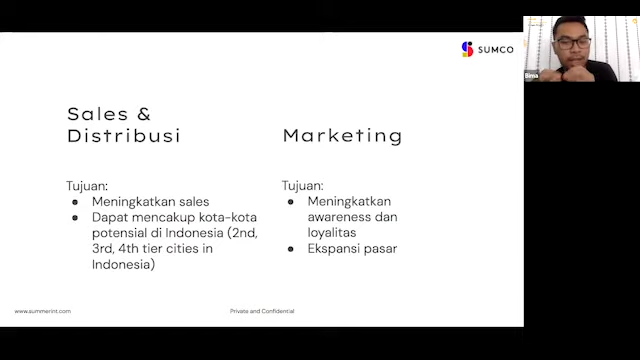 SUMCO
Sales &
Distribusi
Tujuan:
Meningkatkan sales
Dapat mencakup kota-kota
potensial di Indonesia (2nd,
3rd, 4th tier cities in
Indonesia)
Marketing
Tujuan:
Meningkatkan
awareness dan
loyalitas
Ekspansi pasar
www.summerint.com
Private and Confidential
Bima